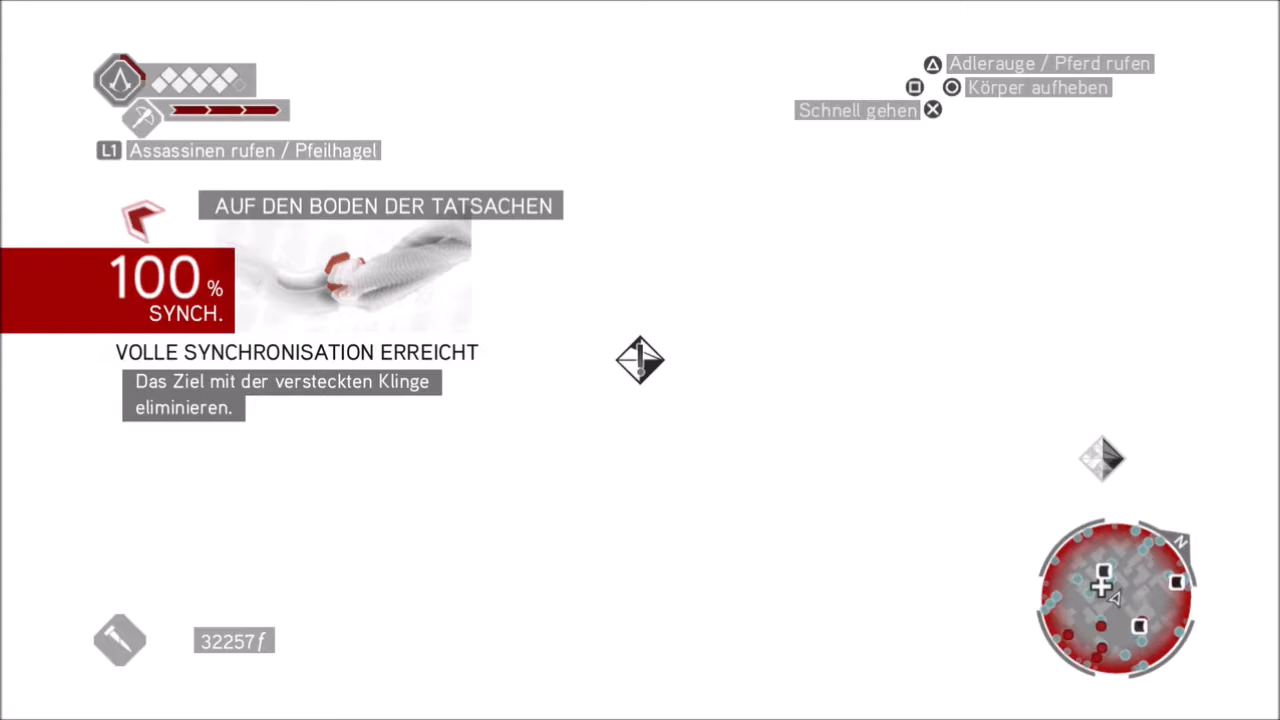 Adlerauge / Pferd rufen
Körper aufheben
Schnell gehen
L1 Assassinen rufen / Pfeilhagel
AUF DEN BODEN DER TATSACHEN
100 %
SYNCH.
VOLLE SYNCHRONISATION ERREICHT
Das Ziel mit der versteckten Klinge
eliminieren.
N
32257 ƒ